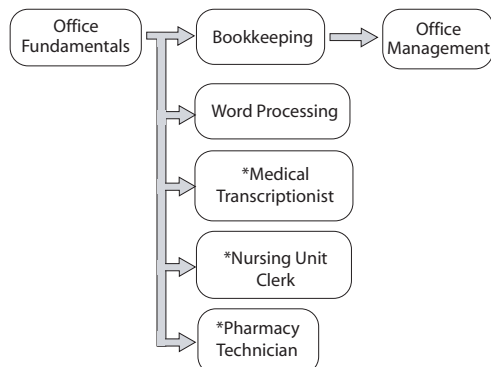 Office
Fundamentals
Bookkeeping
Office
Management
Word Processing
*Medical
Transcriptionist
*Nursing Unit
Clerk
*Pharmacy
Technician